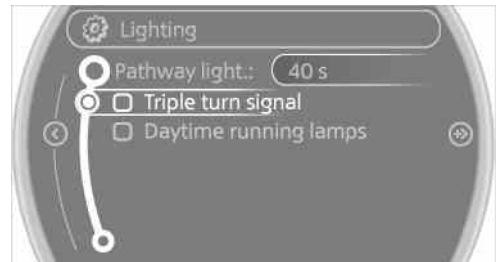 Lighting
Pathway light.: 40 s
Triple turn signal
Daytime running lamps